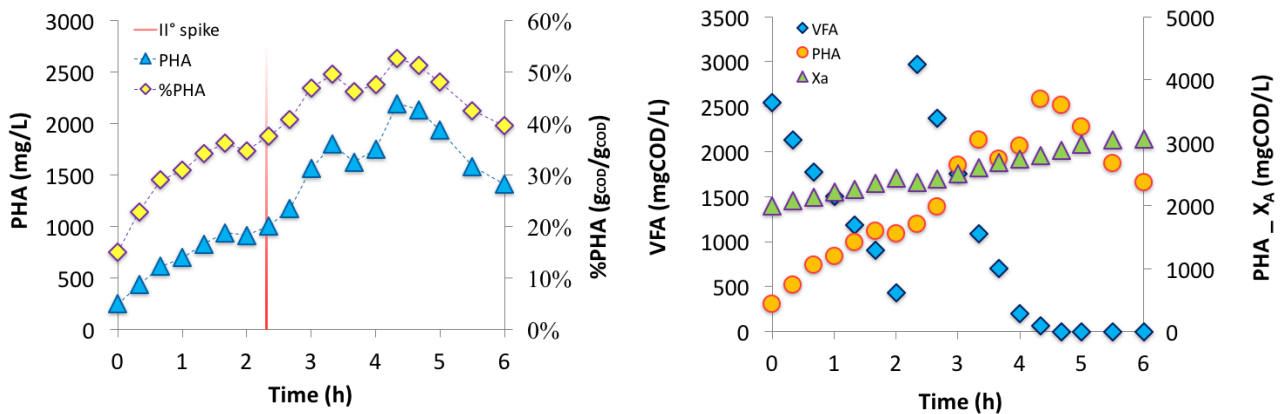 3000
2500
2000
1500
1000
500
0
PHA (mg/L)
II° spike
PHA
%PHA
60%
50%
40%
30%
20%
10%
0%
%PHA (gCOD/gCOD)
0 1 2 3 4 5 6
Time (h)
3500
3000
2500
2000
1500
1000
500
0
VFA (mgCOD/L)
VFA
PHA
Xa
5000
4000
3000
2000
1000
0
PHA_XA (mgCOD/L)
0 1 2 3 4 5 6
Time (h)